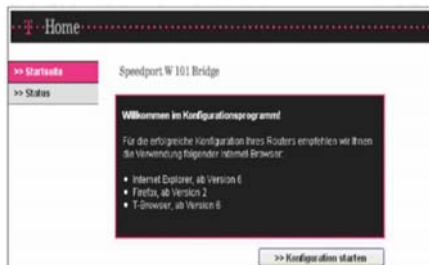 T Home
>> Startseite
>> Status
Speedport W 101 Bridge
Willkommen im Konfigurationsprogramm!
Für die erfolgreiche Konfiguration Ihres Routers empfehlen wir Ihnen
die Verwendung folgender Internet Browser:
Internet Explorer, ab Version 6
Firefox, ab Version 2
T-Browser, ab Version 6
>> Konfiguration starten